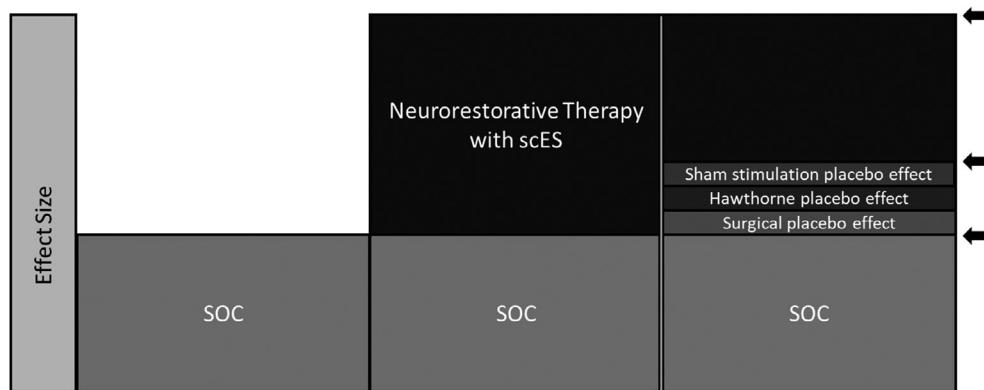 Effect Size
Neurorestorative Therapy
with scES
Sham stimulation placebo effect
Hawthorne placebo effect
Surgical placebo effect
SOC
SOC
SOC